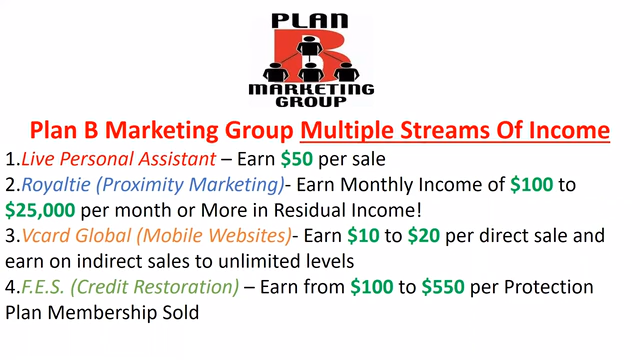 PLAN
B
MARKETING
GROUP
Plan B Marketing Group Multiple Streams Of Income
1.Live Personal Assistant – Earn $50 per sale
2.Royaltie (Proximity Marketing)- Earn Monthly Income of $100 to
$25,000 per month or More in Residual Income!
3.Vcard Global (Mobile Websites)- Earn $10 to $20 per direct sale and
earn on indirect sales to unlimited levels
4.F.E.S. (Credit Restoration) – Earn from $100 to $550 per Protection
Plan Membership Sold